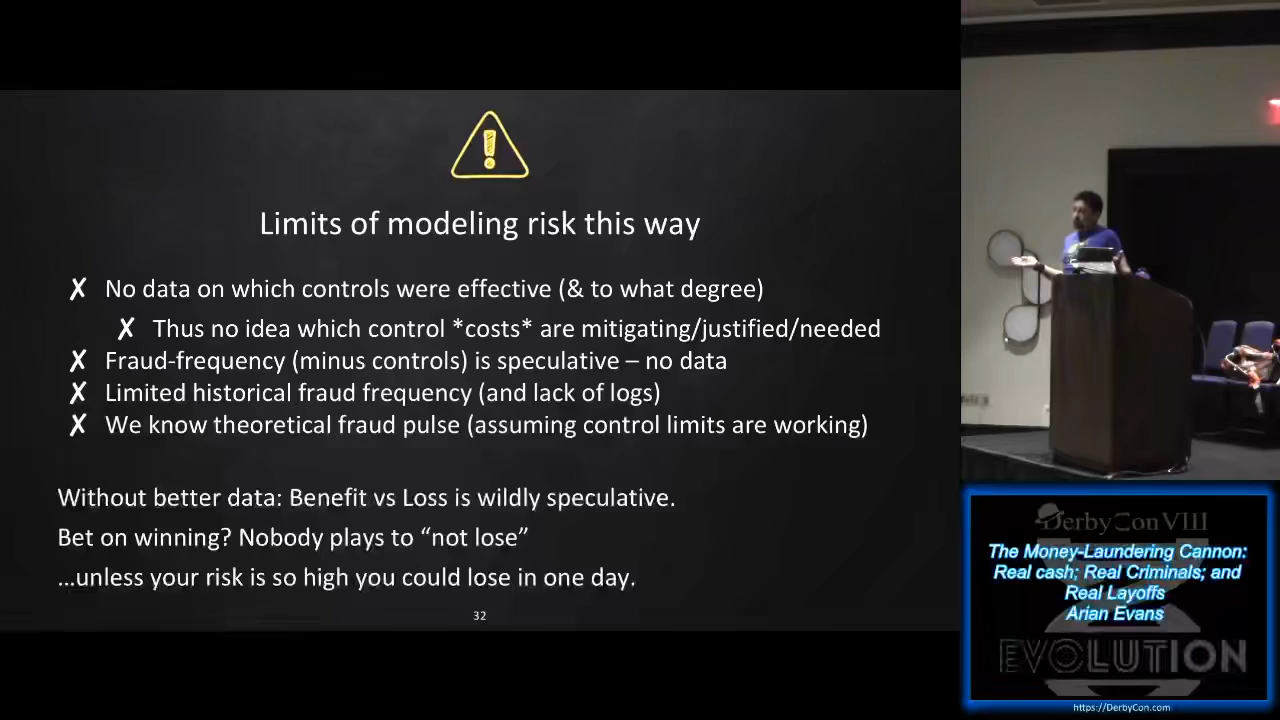 Limits of modeling risk this way
✗ No data on which controls were effective (& to what degree)
✗ Thus no idea which control *costs* are mitigating/justified/needed
✗ Fraud-frequency (minus controls) is speculative – no data
✗ Limited historical fraud frequency (and lack of logs)
✗ We know theoretical fraud pulse (assuming control limits are working)
Without better data: Benefit vs Loss is wildly speculative.
Bet on winning? Nobody plays to “not lose”
...unless your risk is so high you could lose in one day.
32
DerbyCon VIII
The Money-Laundering Cannon:
Real cash; Real Criminals; and
Real Layoffs
Arian Evans
EVOLUTION
https://DerbyCon.com